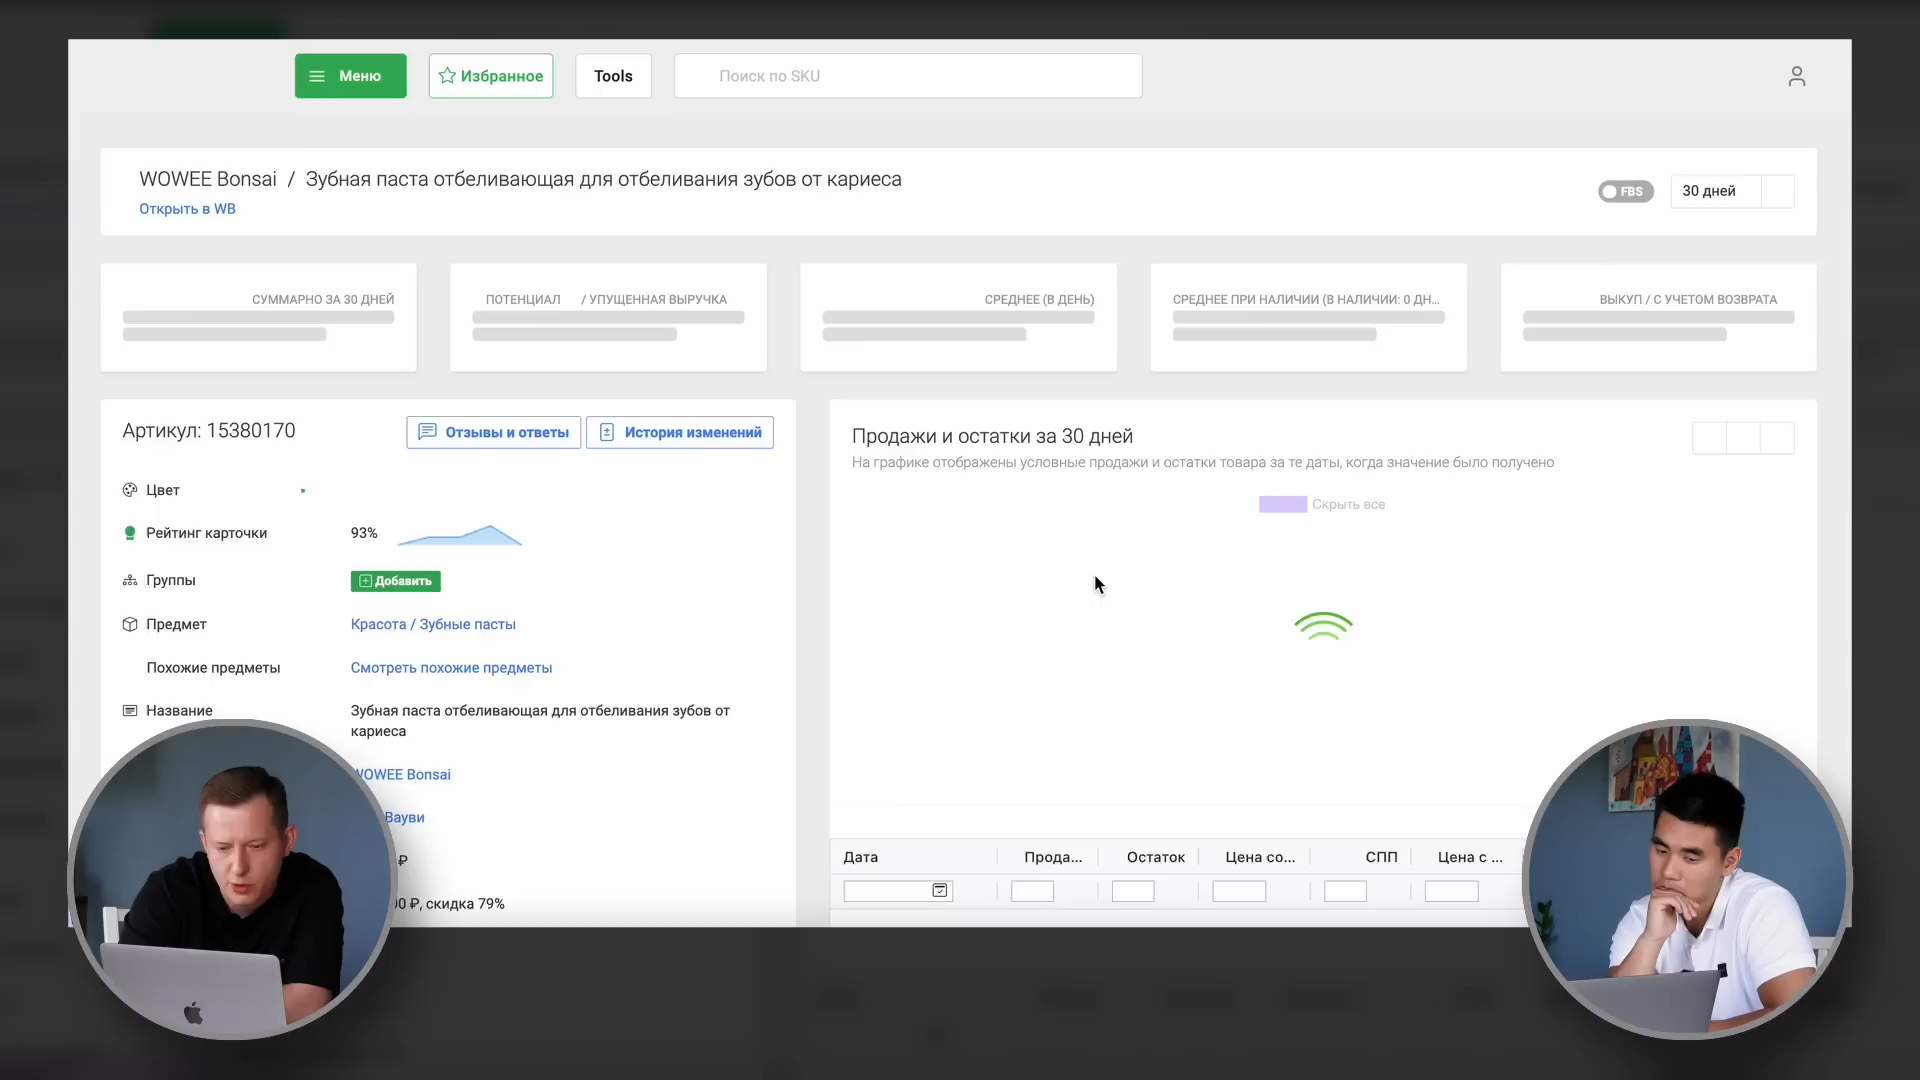 Меню
Избранное
Tools
Поиск по SKU
WOWEE Bonsai / Зубная паста отбеливающая для отбеливания зубов от кариеса
Открыть в WB
FBS
30 дней
СУММАРНО ЗА 30 ДНЕЙ
ПОТЕНЦИАЛ / УПУЩЕННАЯ ВЫРУЧКА
СРЕДНЕЕ (В ДЕНЬ)
СРЕДНЕЕ ПРИ НАЛИЧИИ (В НАЛИЧИИ: 0 ДН...
ВЫКУП / С УЧЕТОМ ВОЗВРАТА
Артикул: 15380170
Отзывы и ответы
История изменений
Цвет
Рейтинг карточки
93%
Группы
Добавить
Предмет
Красота / Зубные пасты
Похожие предметы
Смотреть похожие предметы
Название
Зубная паста отбеливающая для отбеливания зубов от
кариеса
WOWEE Bonsai
Вауви
₽
0 ₽, скидка 79%
Продажи и остатки за 30 дней
На графике отображены условные продажи и остатки товара за те даты, когда значение было получено
Скрыть все
Дата
Прода...
Остаток
Цена со...
СПП
Цена с ...